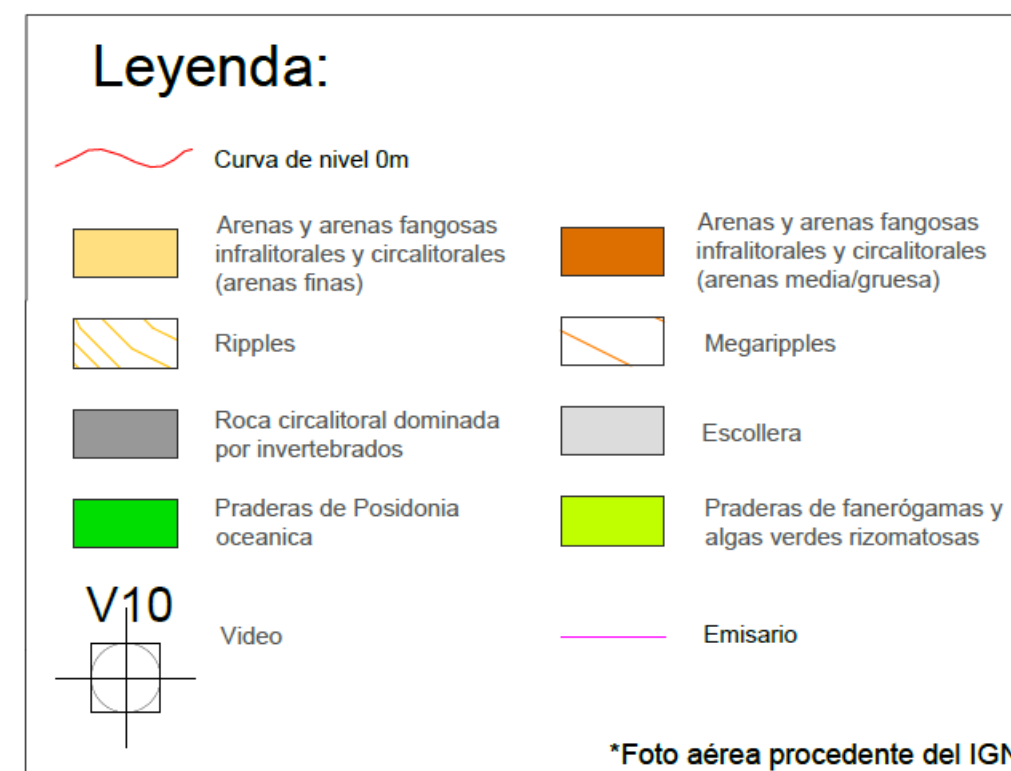 Leyenda:
Curva de nivel 0m
Arenas y arenas fangosas
infralitorales y circalitorales
(arenas finas)
Arenas y arenas fangosas
infralitorales y circalitorales
(arenas media/gruesa)
Ripples
Megaripples
Roca circalitoral dominada
por invertebrados
Escollera
Praderas de Posidonia
oceanica
Praderas de fanerógamas y
algas verdes rizomatosas
V10
Video
Emisario
*Foto aérea procedente del IGN